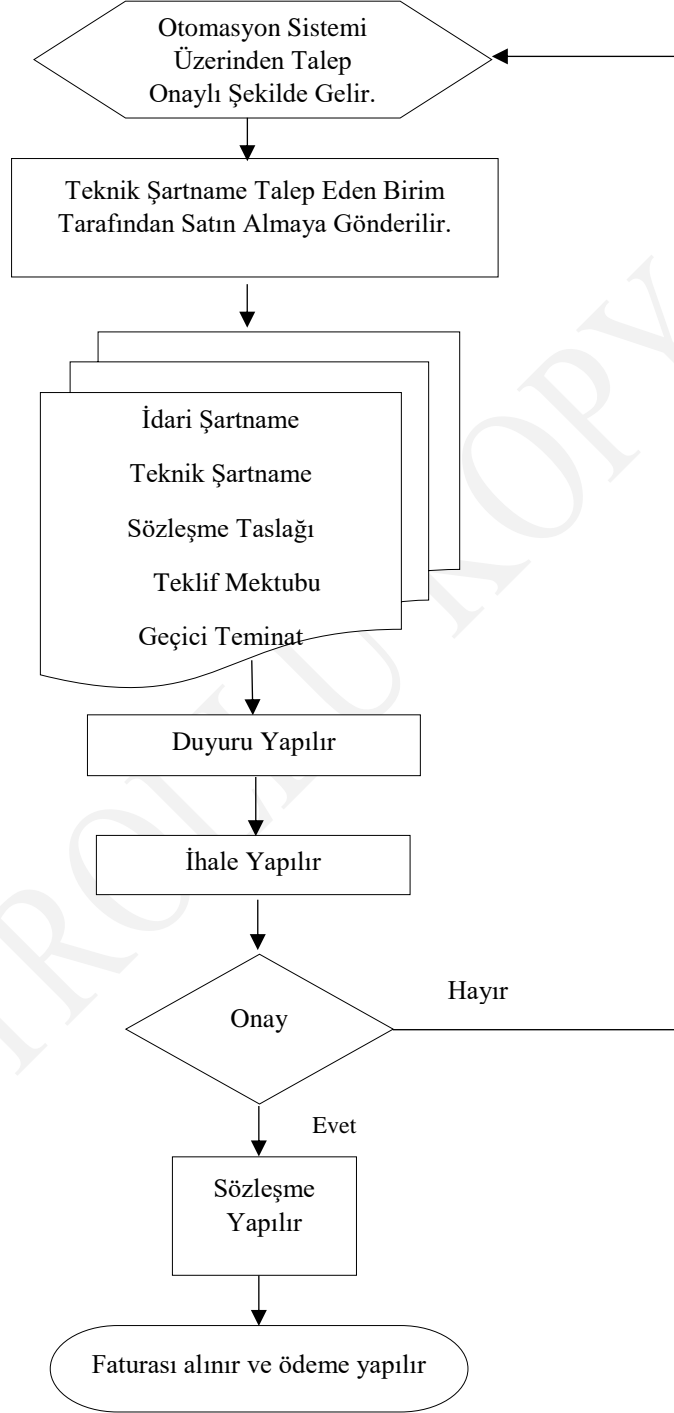 Otomasyon Sistemi
Üzerinden Talep
Onaylı Şekilde Gelir.
Teknik Şartname Talep Eden Birim
Tarafından Satın Almaya Gönderilir.
İdari Şartname
Teknik Şartname
Sözleşme Taslağı
Teklif Mektubu
Geçici Teminat
Duyuru Yapılır
İhale Yapılır
Onay
Hayır
Evet
Sözleşme
Yapılır
Faturası alınır ve ödeme yapılır